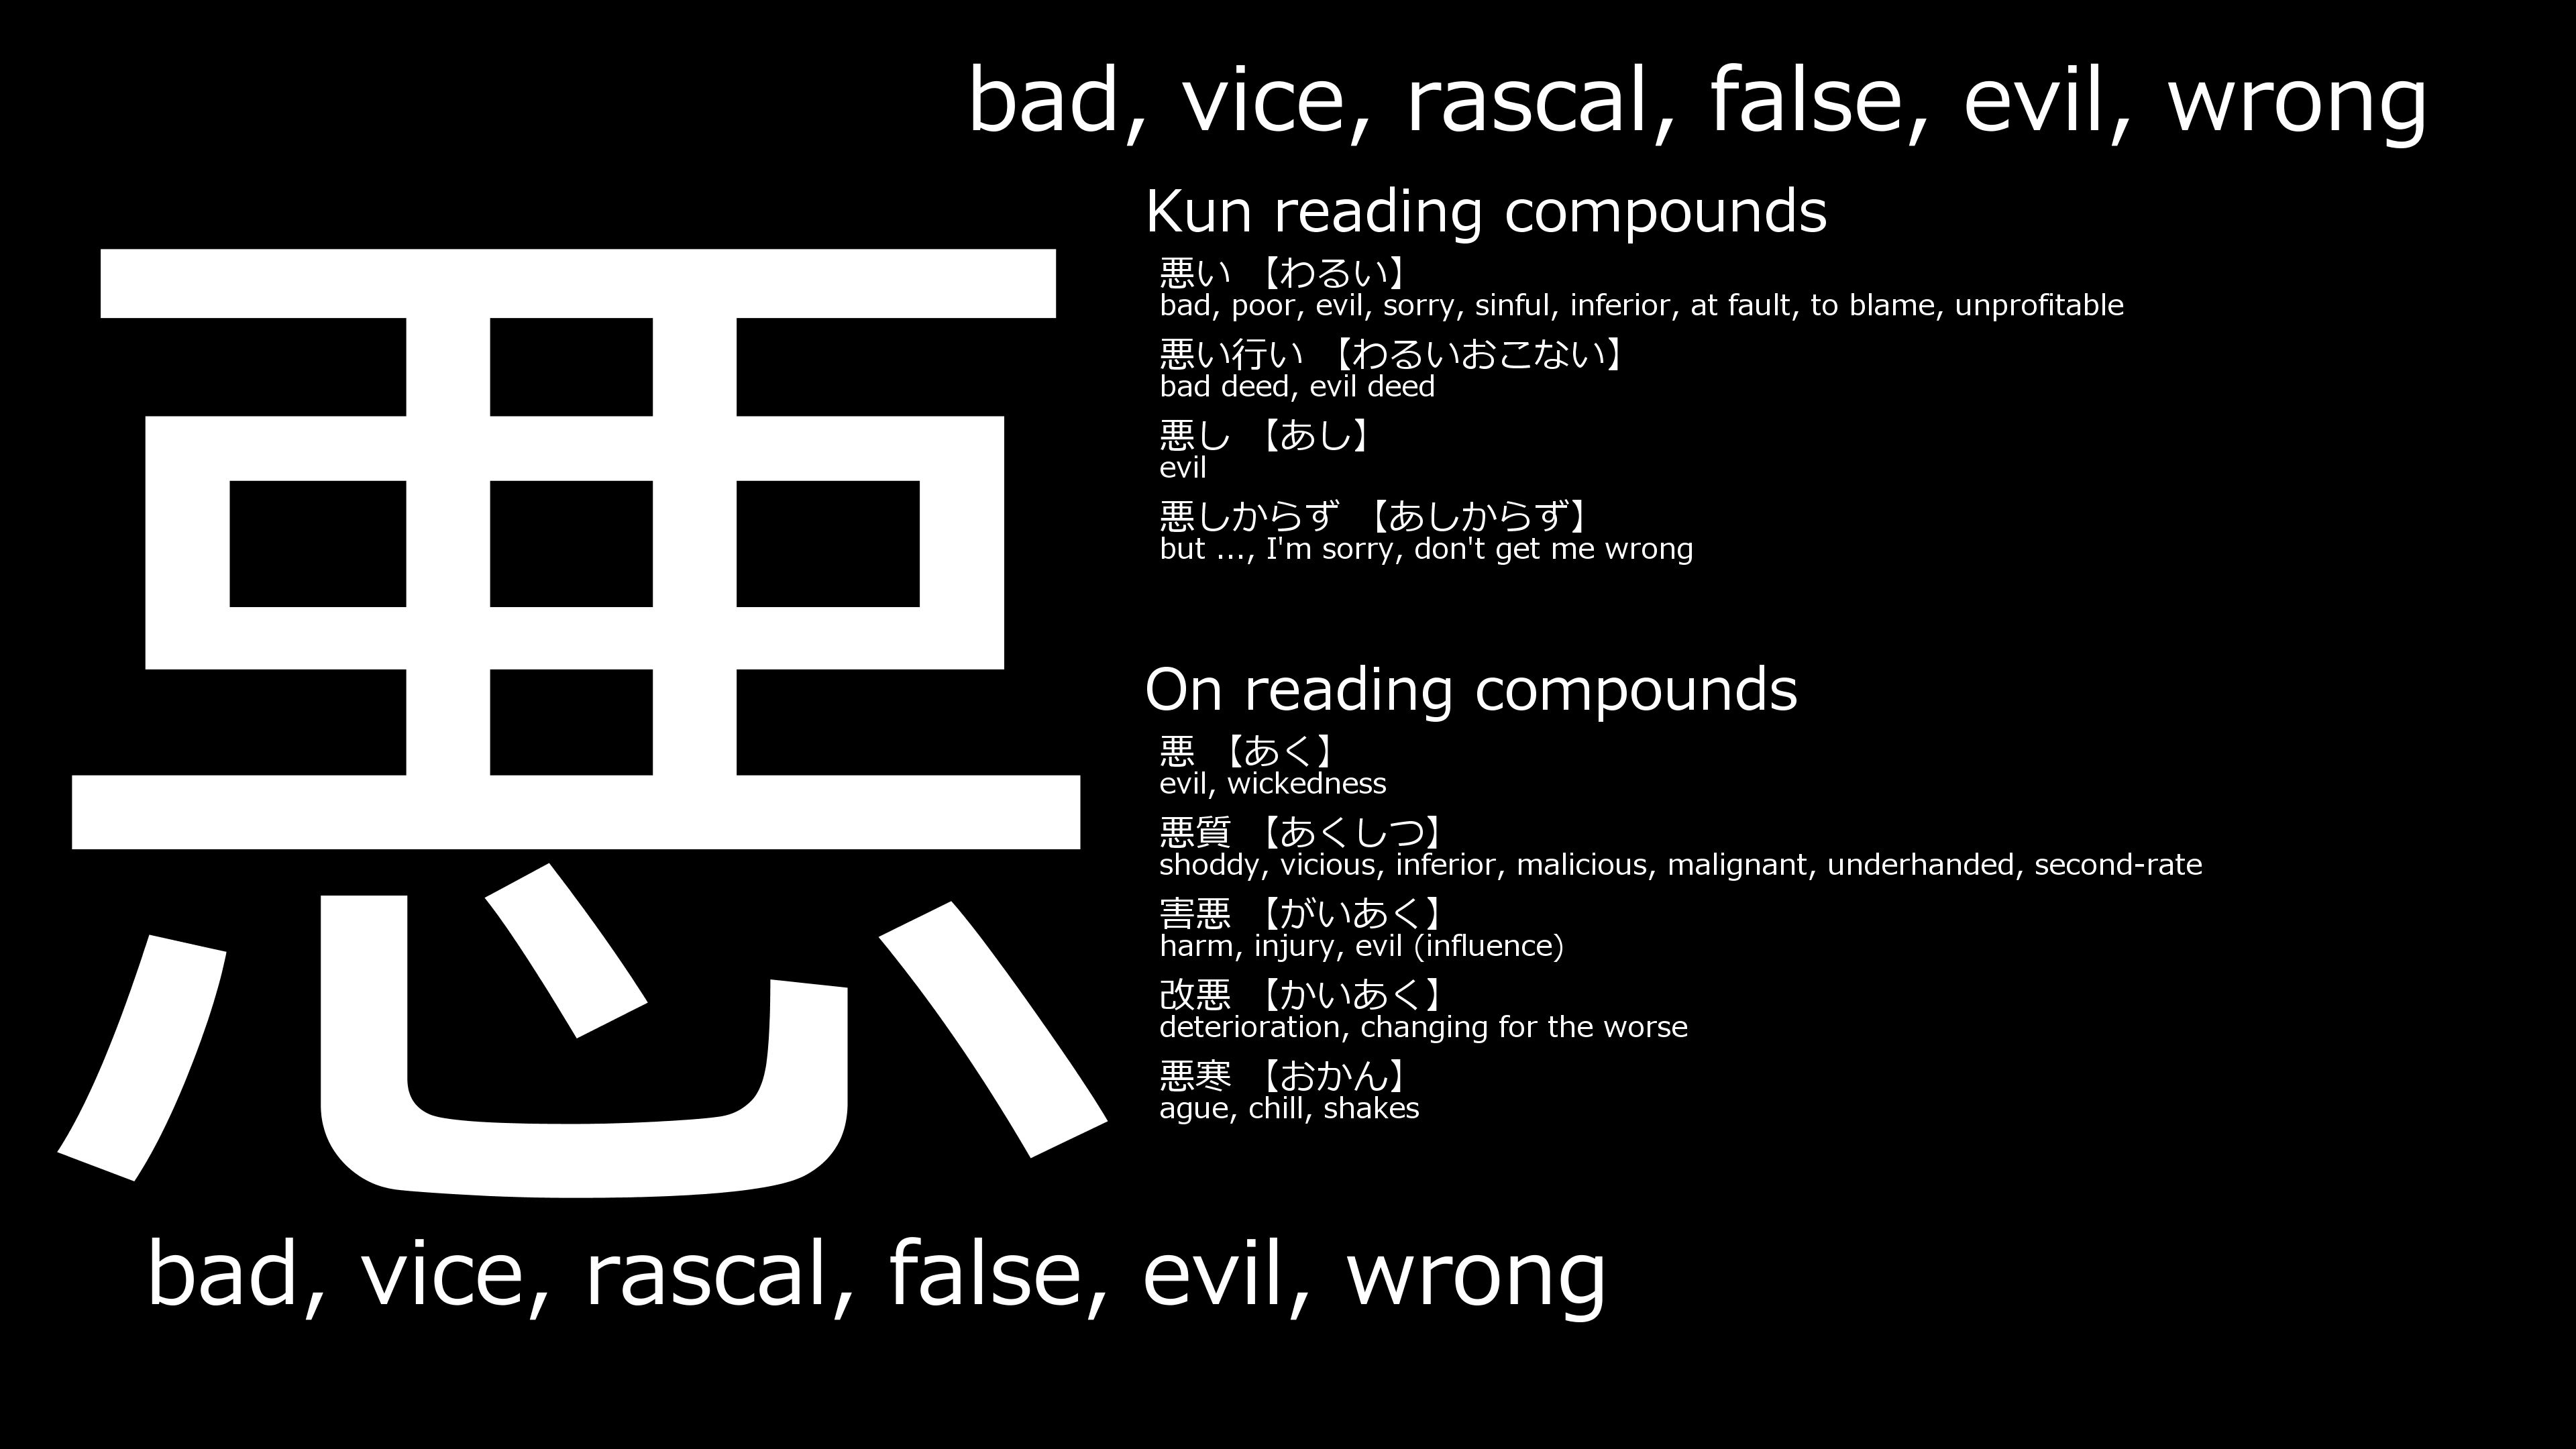 bad, vice, rascal, false, evil, wrong
悪
Kun reading compounds
悪い 【わるい】
bad, poor, evil, sorry, sinful, inferior, at fault, to blame, unprofitable
悪い行い 【わるいおこない】
bad deed, evil deed
悪し 【あし】
evil
悪しからず 【あしからず】
but ..., I'm sorry, don't get me wrong
On reading compounds
悪 【あく】
evil, wickedness
悪質 【あくしつ】
shoddy, vicious, inferior, malicious, malignant, underhanded, second-rate
害悪 【がいあく】
harm, injury, evil (influence)
改悪 【かいあく】
deterioration, changing for the worse
悪寒 【おかん】
ague, chill, shakes
bad, vice, rascal, false, evil, wrong